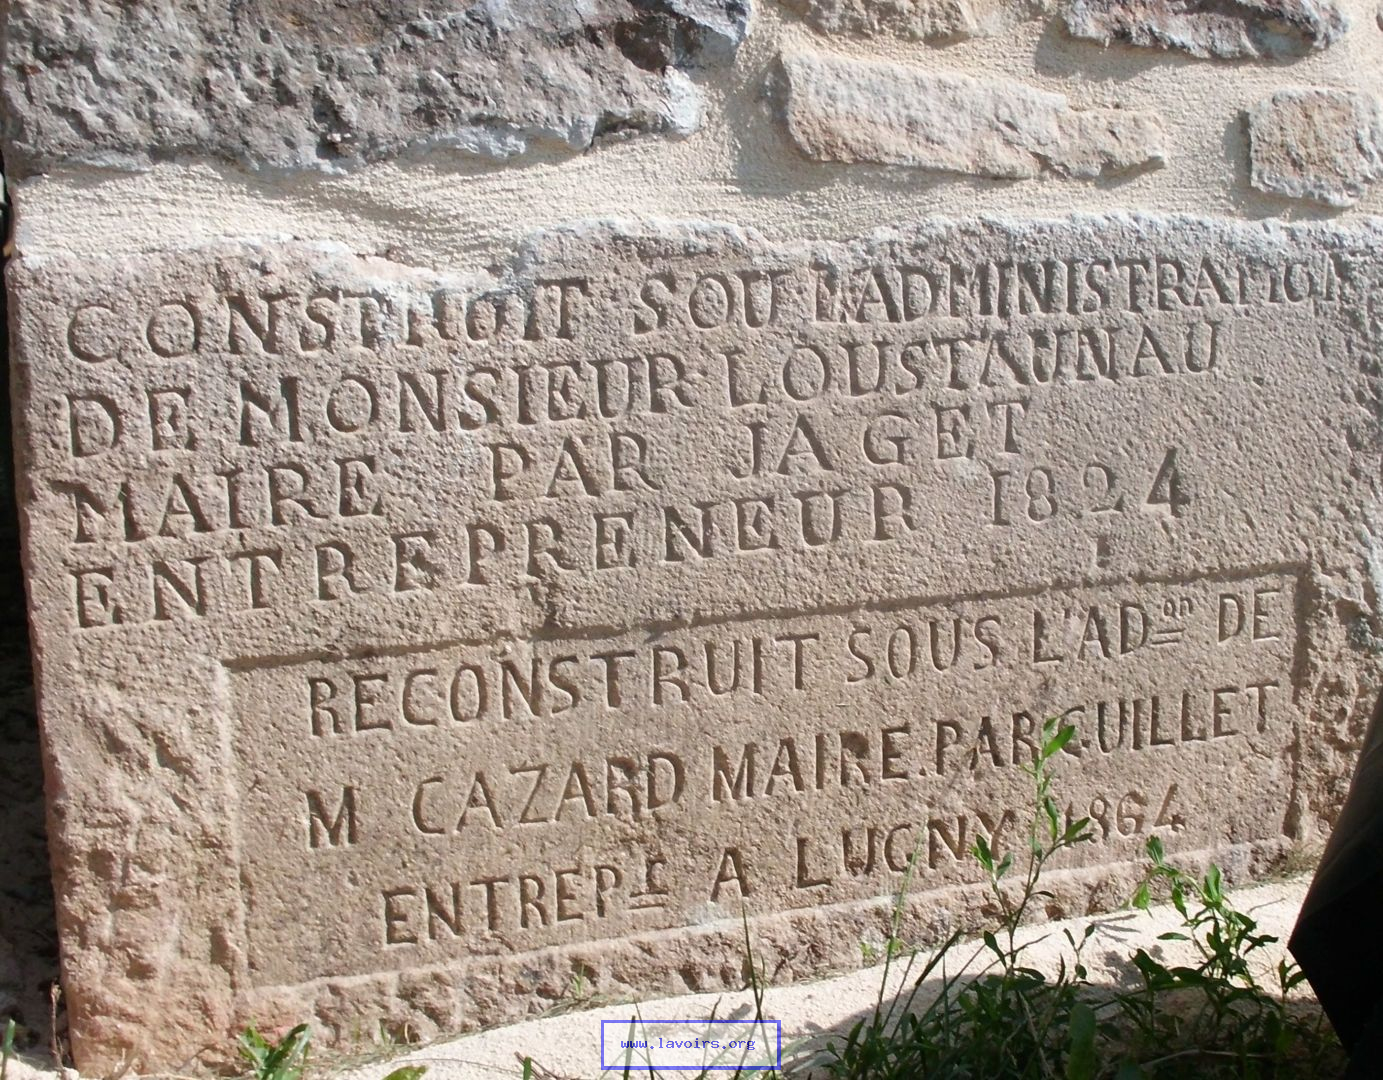 CONSTRUIT SOU L'ADMINISTRATION
DE MONSIEUR LOUSTAUNAU
MAIRE PAR JAGET
ENTREPRENEUR 1824
RECONSTRUIT SOUS L'ADon DE
M CAZARD MAIRE. PAR GUILLET
ENTREPr A LUGNY 1864
www.lavoirs.org